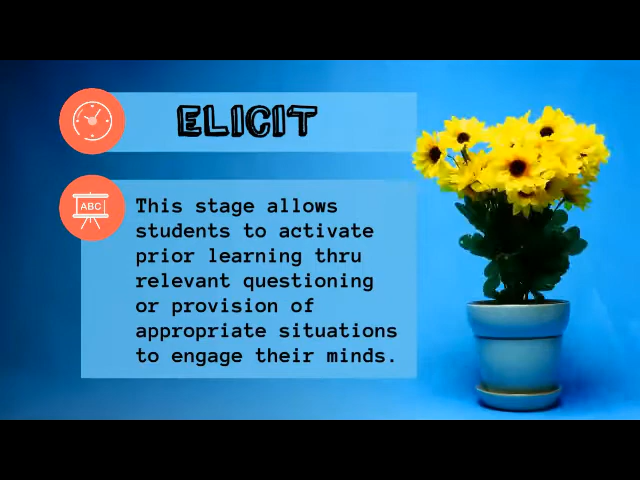 ELICIT
ABC
This stage allows
students to activate
prior learning thru
relevant questioning
or provision of
appropriate situations
to engage their minds.